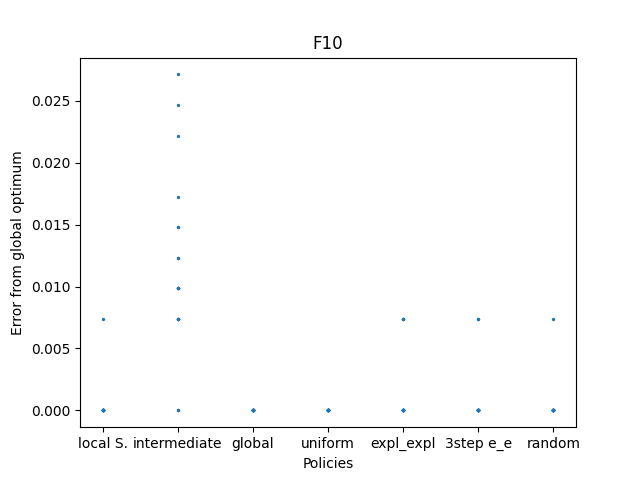 F10
Error from global optimum
0.025
0.020
0.015
0.010
0.005
0.000
local S. intermediate global uniform expl_expl 3step e_e random
Policies